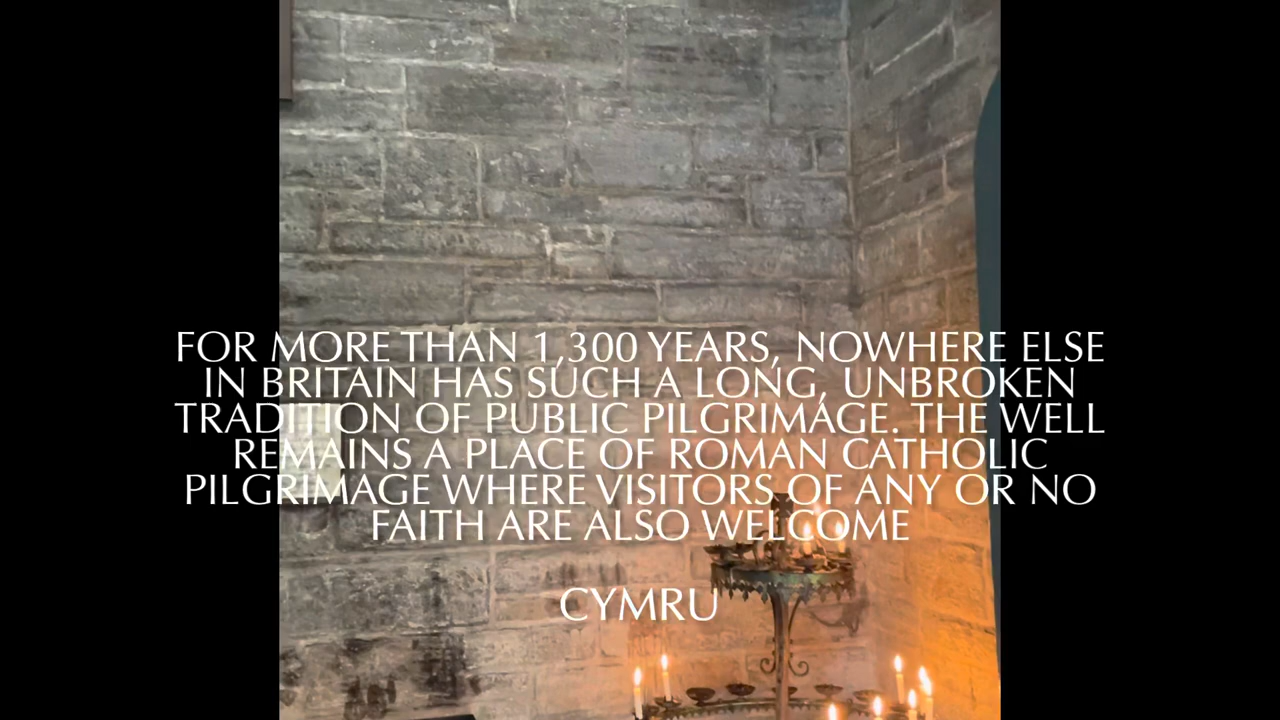 FOR MORE THAN 1,300 YEARS, NOWHERE ELSE
IN BRITAIN HAS SUCH A LONG, UNBROKEN
TRADITION OF PUBLIC PILGRIMAGE. THE WELL
REMAINS A PLACE OF ROMAN CATHOLIC
PILGRIMAGE WHERE VISITORS OF ANY OR NO
FAITH ARE ALSO WELCOME
CYMRU